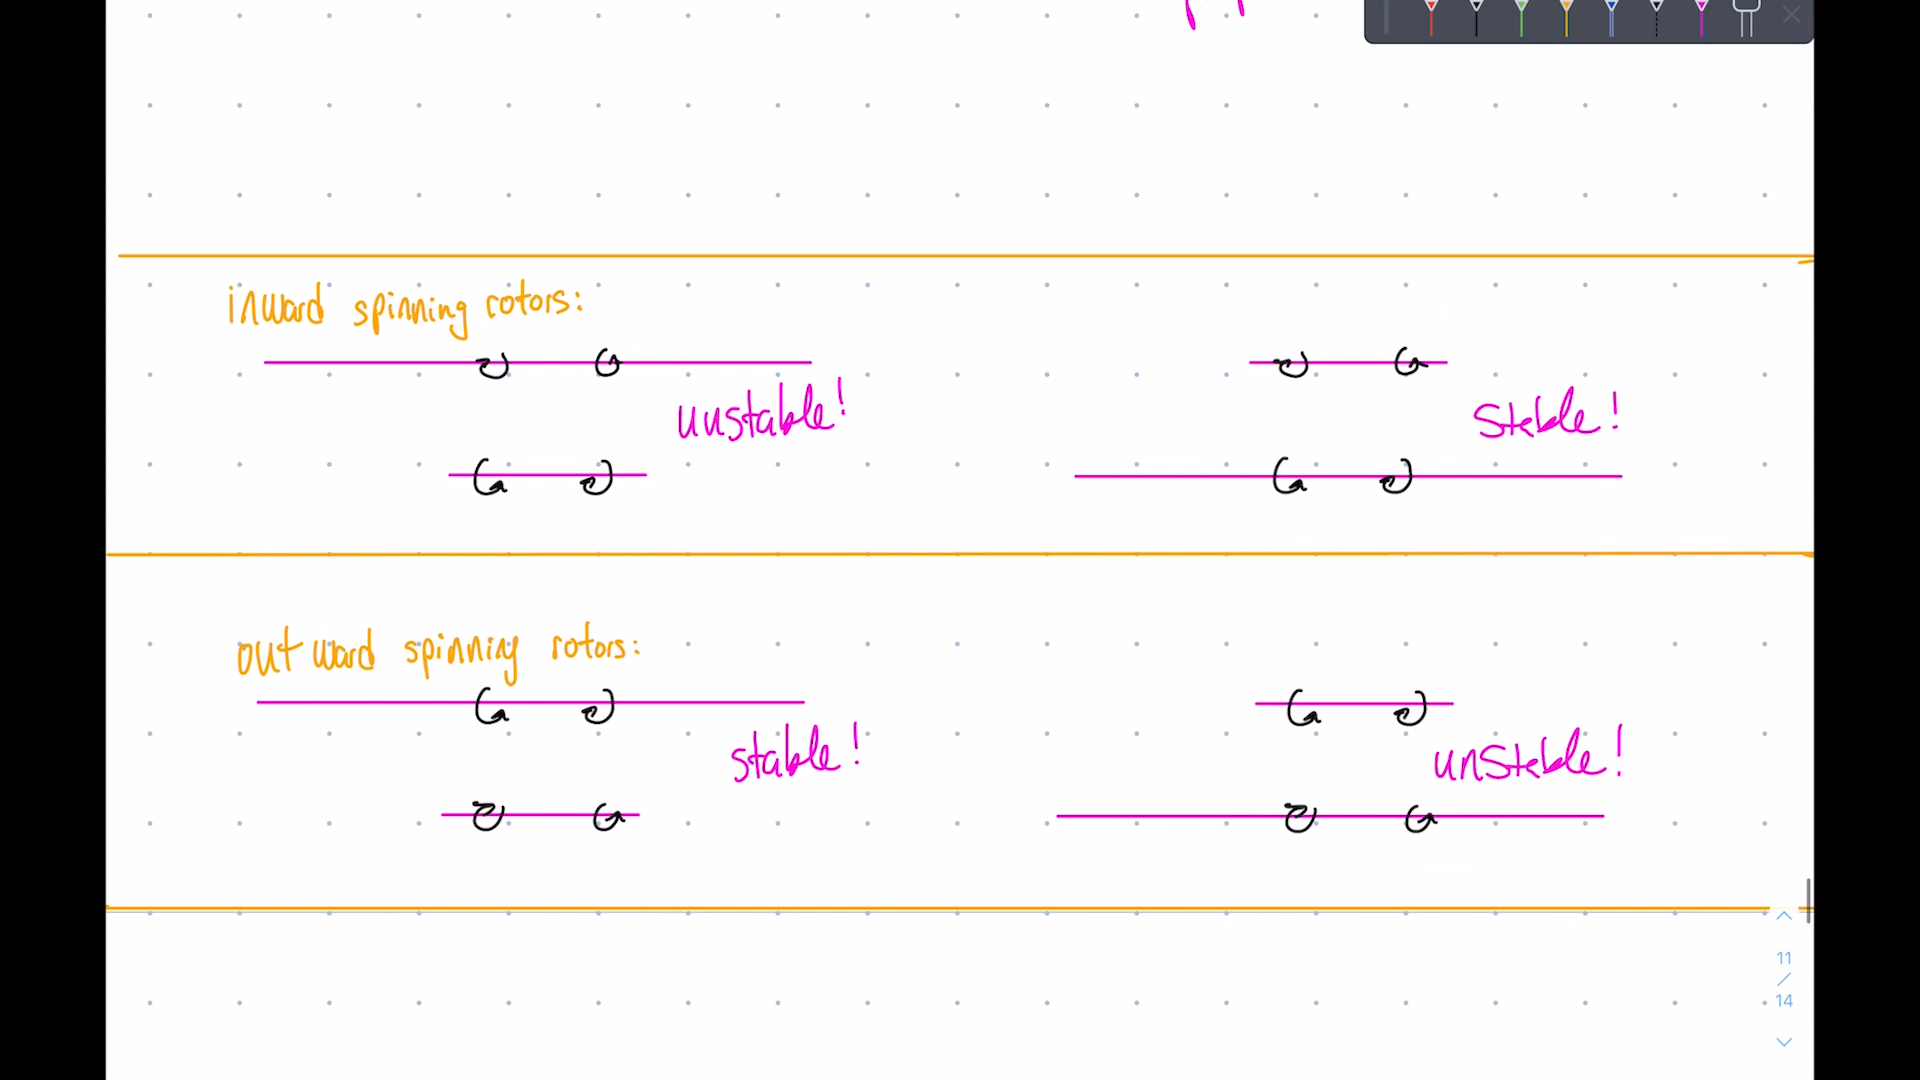 inward spinning rotors:
unstable!
Stable!
outward spinning rotors:
stable!
unStable!
11
/
14